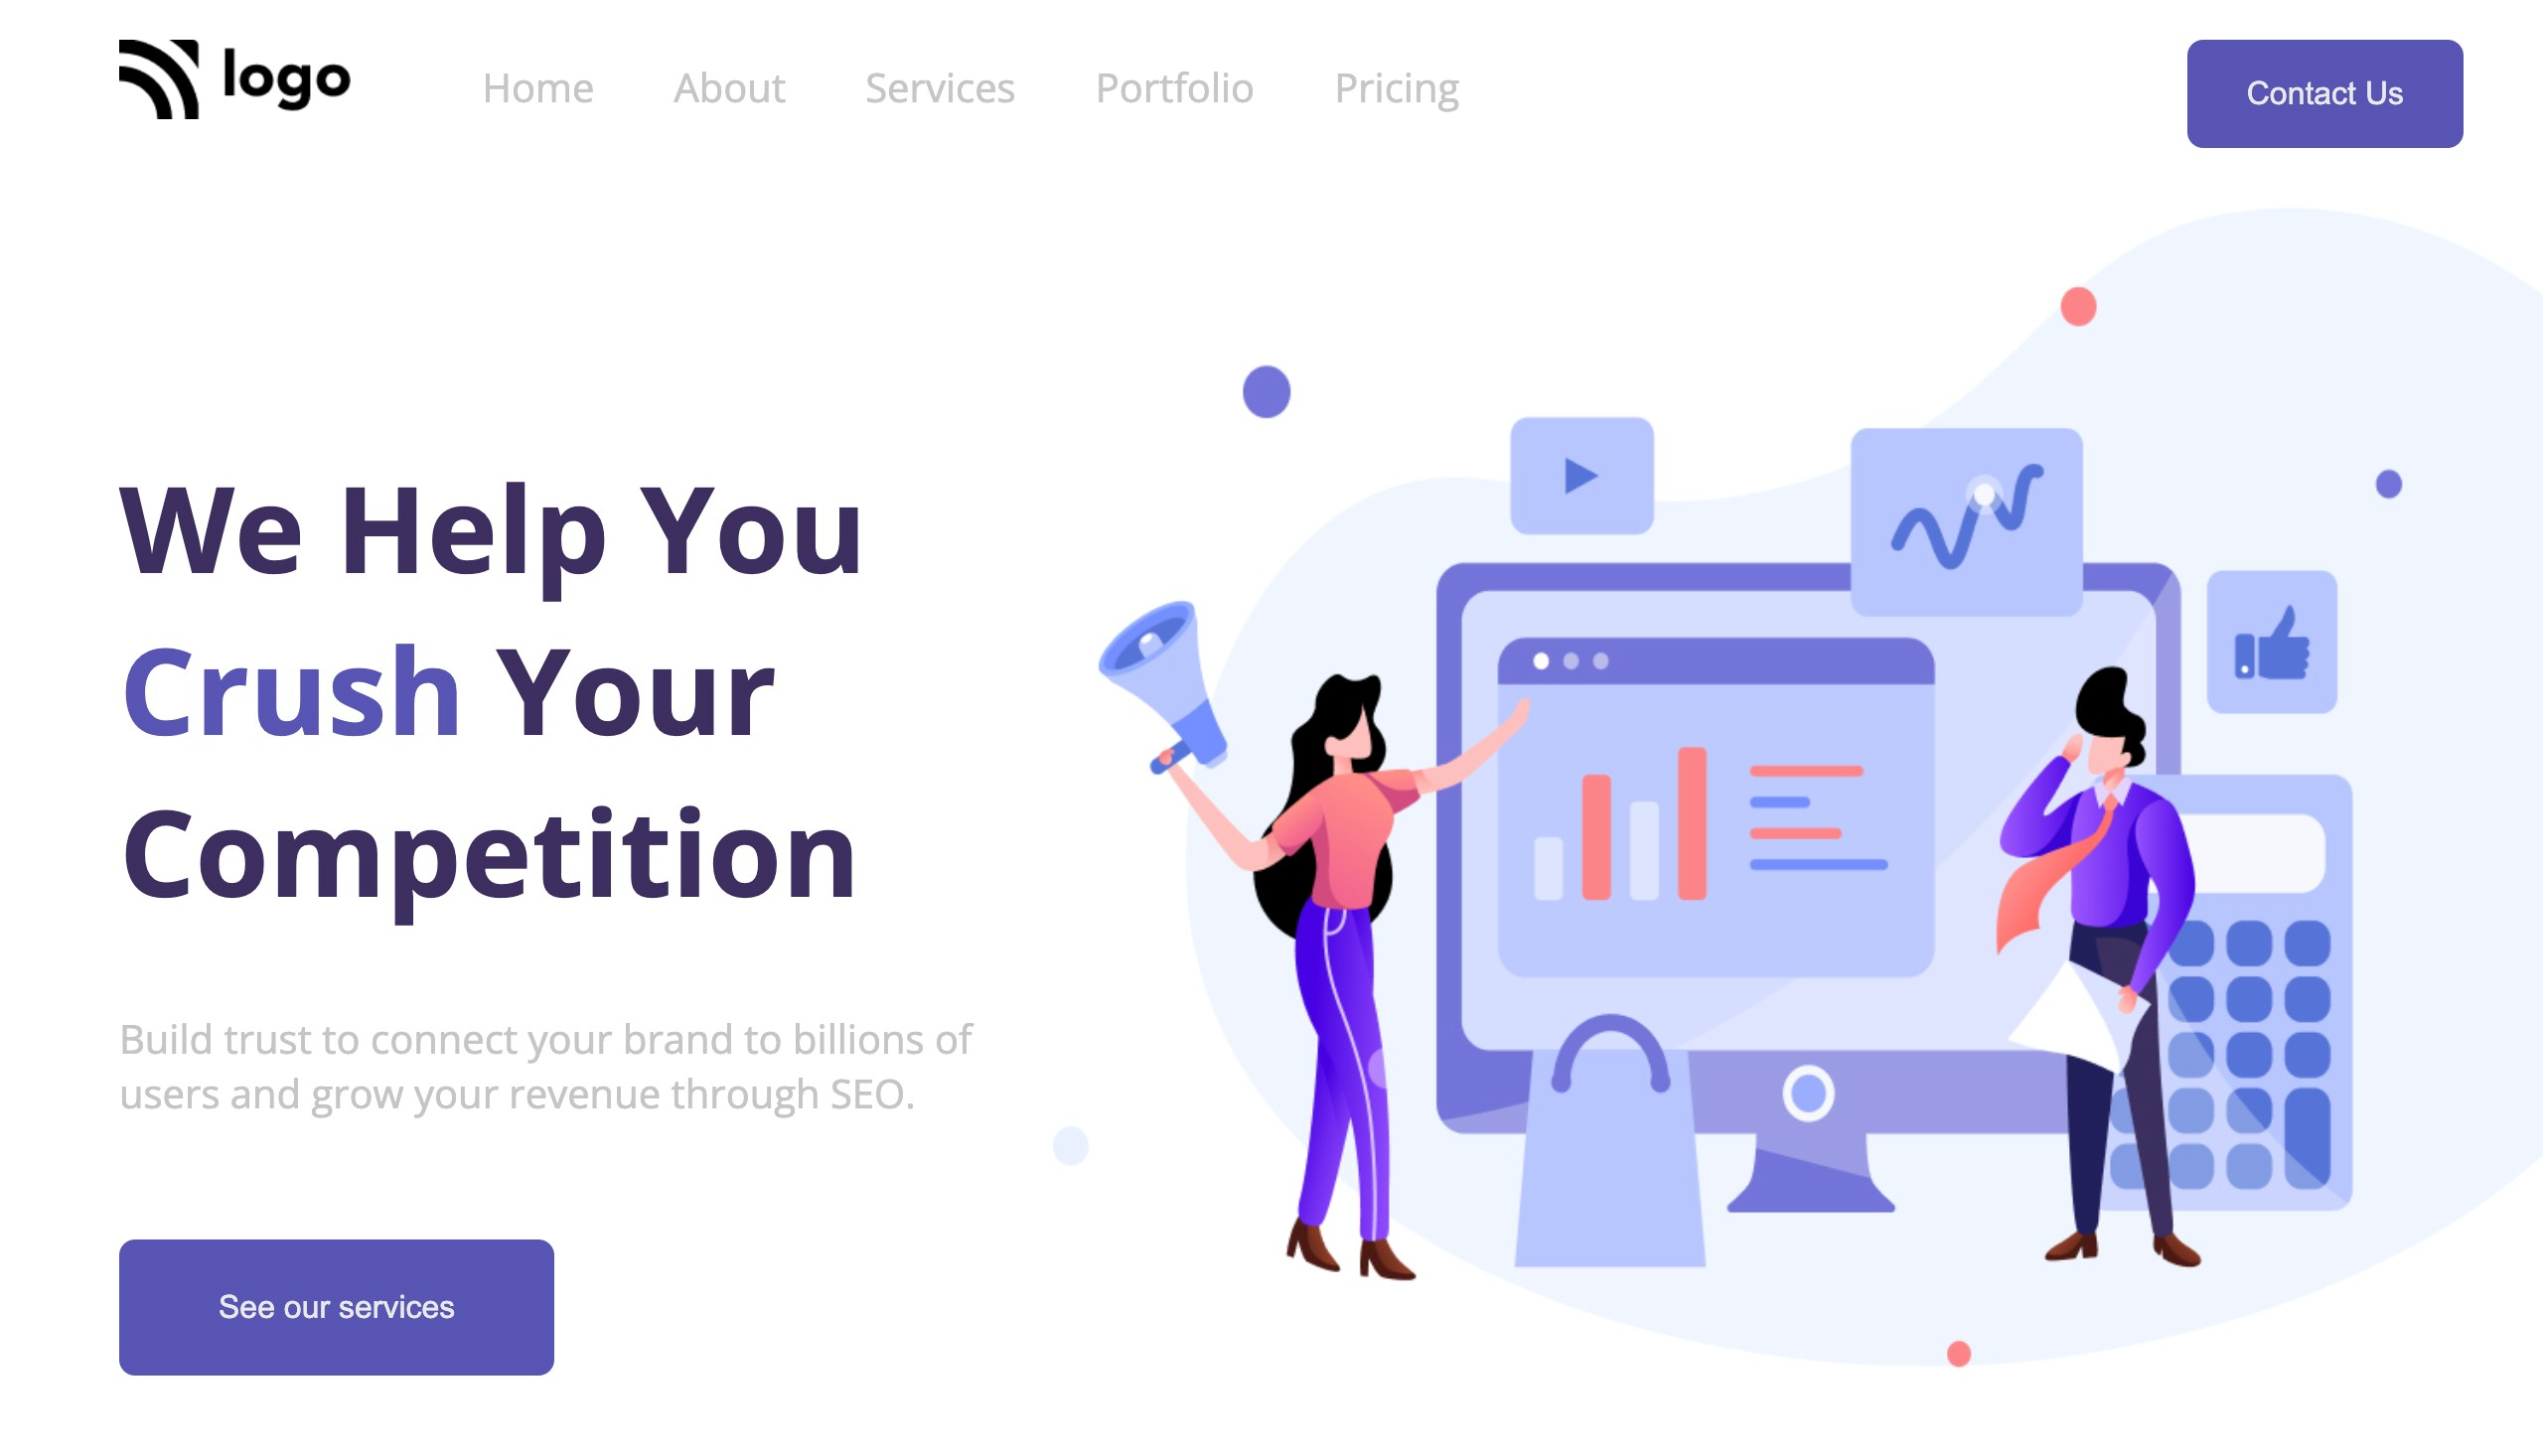 logo
Home About Services Portfolio Pricing
Contact Us
We Help You
Crush Your
Competition
Build trust to connect your brand to billions of
users and grow your revenue through SEO.
See our services